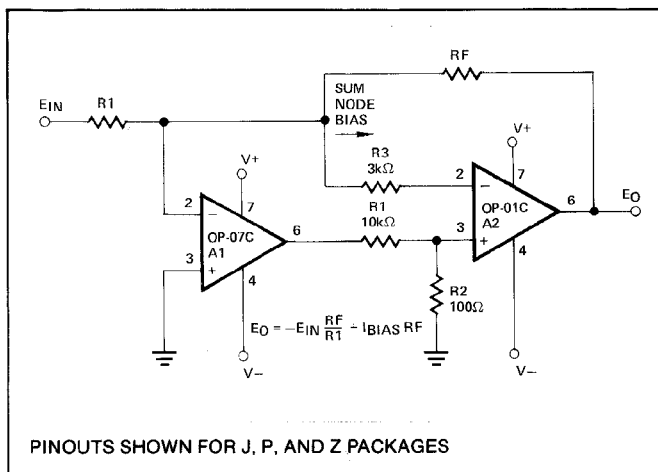 RF
SUM
NODE
BIAS
EIN
R1
V+
R3
3kΩ
V+
2
7
2
−
R1
10kΩ
−
7
OP-07C
A1
6
OP-01C
A2
6
EO
3
+
4
3
+
4
R2
100Ω
EO = −EIN RF/R1 − IBIAS RF
V−
V−
PINOUTS SHOWN FOR J, P, AND Z PACKAGES